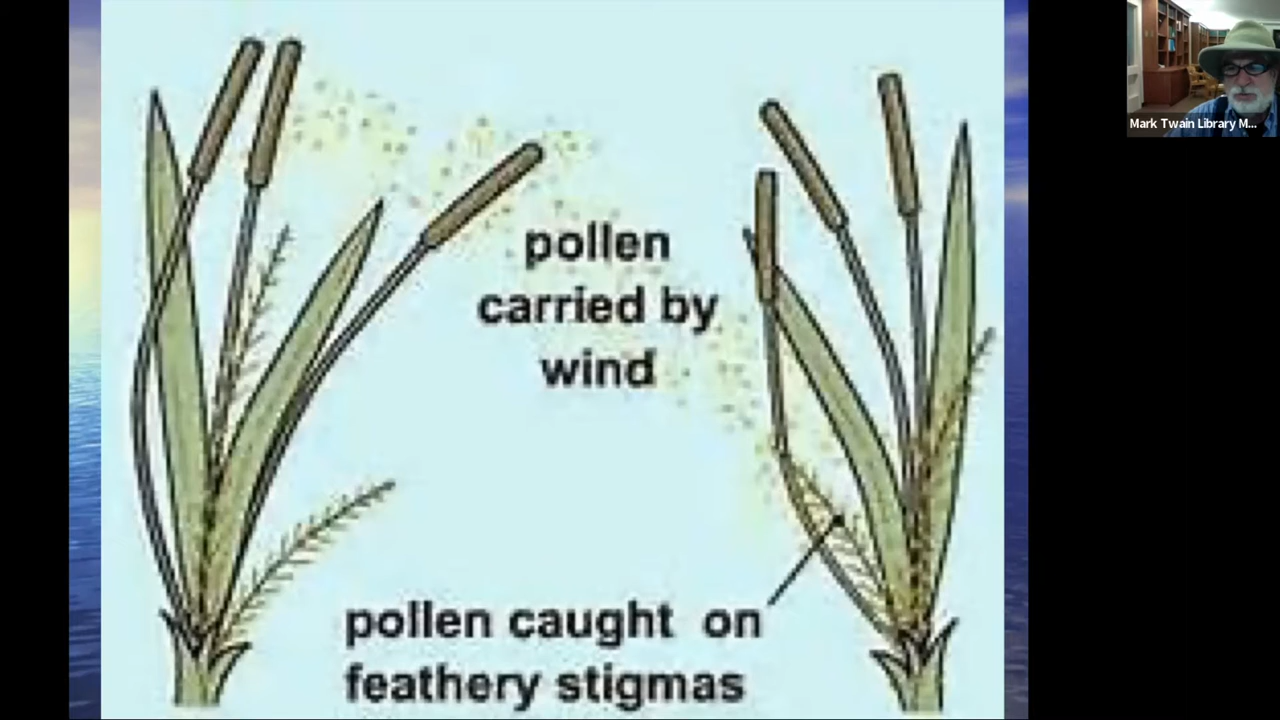 Mark Twain Library M...
pollen
carried by
wind
pollen caught on
feathery stigmas